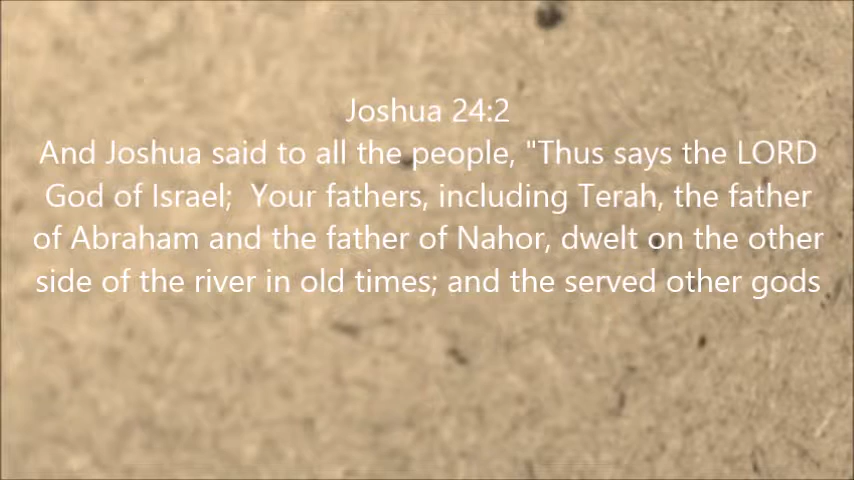 Joshua 24:2
And Joshua said to all the people, "Thus says the LORD
God of Israel;  Your fathers, including Terah, the father
of Abraham and the father of Nahor, dwelt on the other
side of the river in old times; and the served other gods